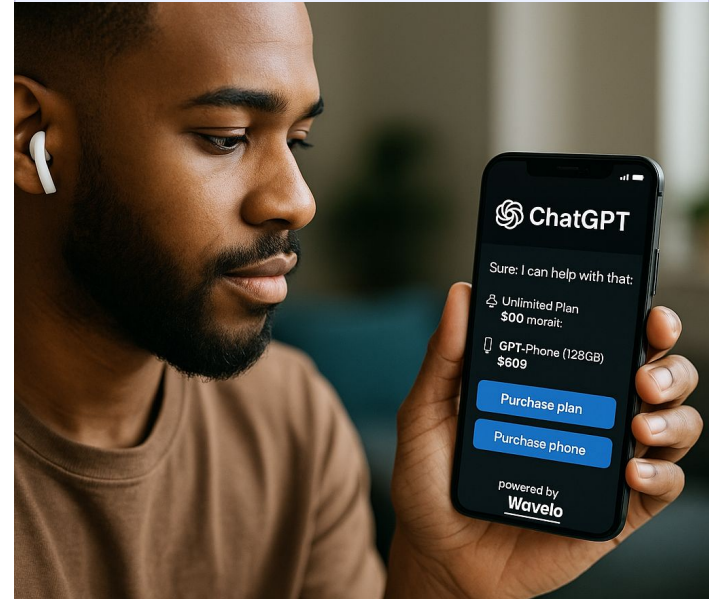 ChatGPT
Sure: I can help with that:
Unlimited Plan
$00 morait:
GPT-Phone (128GB)
$609
Purchase plan
Purchase phone
powered by
Wavelo